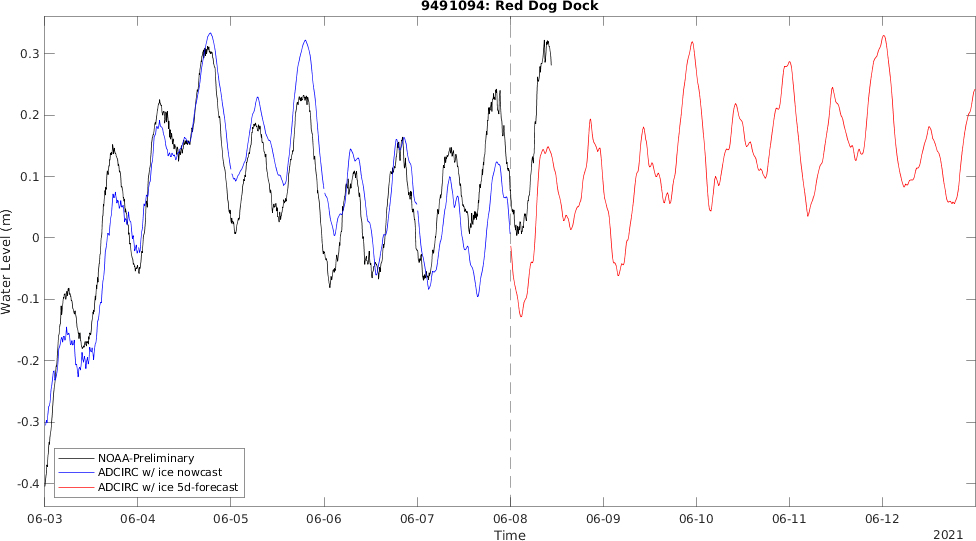 9491094: Red Dog Dock
Water Level (m)
0.3
0.2
0.1
0
-0.1
-0.2
-0.3
-0.4
NOAA-Preliminary
ADCIRC w/ ice nowcast
ADCIRC w/ ice 5d-forecast
06-03 06-04 06-05 06-06 06-07 06-08 06-09 06-10 06-11 06-12
Time
2021